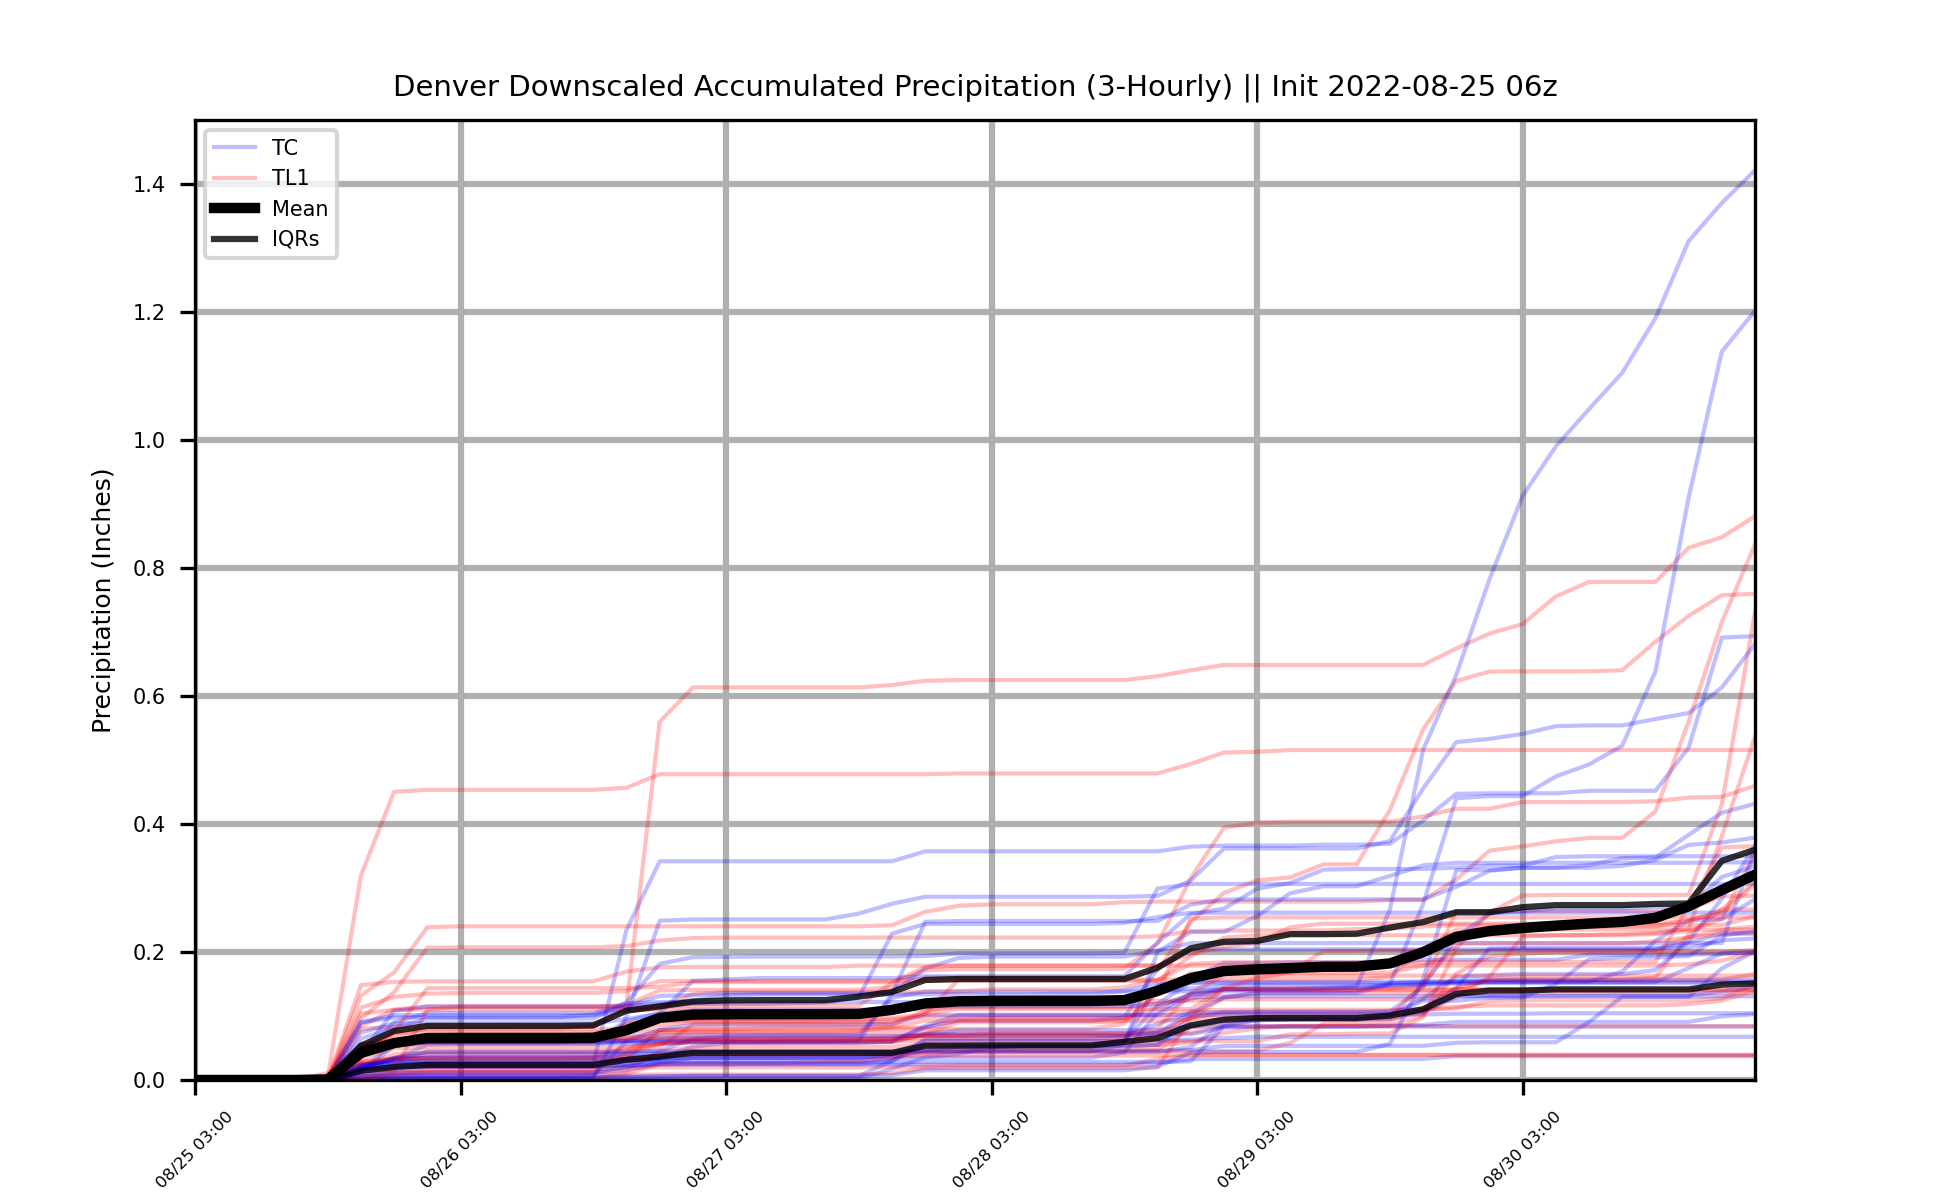 Denver Downscaled Accumulated Precipitation (3-Hourly) || Init 2022-08-25 06z
TC
TL1
Mean
IQRs
Precipitation (Inches)
1.4
1.2
1.0
0.8
0.6
0.4
0.2
0.0
08/25 03:00
08/26 03:00
08/27 03:00
08/28 03:00
08/29 03:00
08/30 03:00